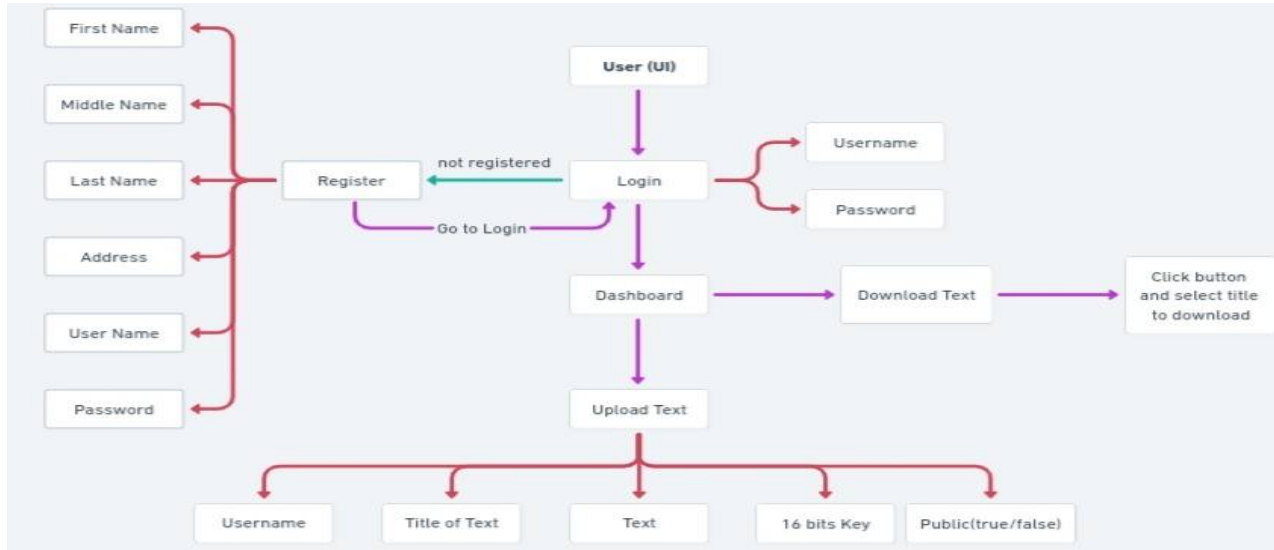 First Name
User (UI)
Middle Name
Username
not registered
Last Name
Register
Login
Password
Go to Login
Address
Click button
and select title
to download
Dashboard
Download Text
User Name
Password
Upload Text
Username
Title of Text
Text
16 bits Key
Public(true/false)